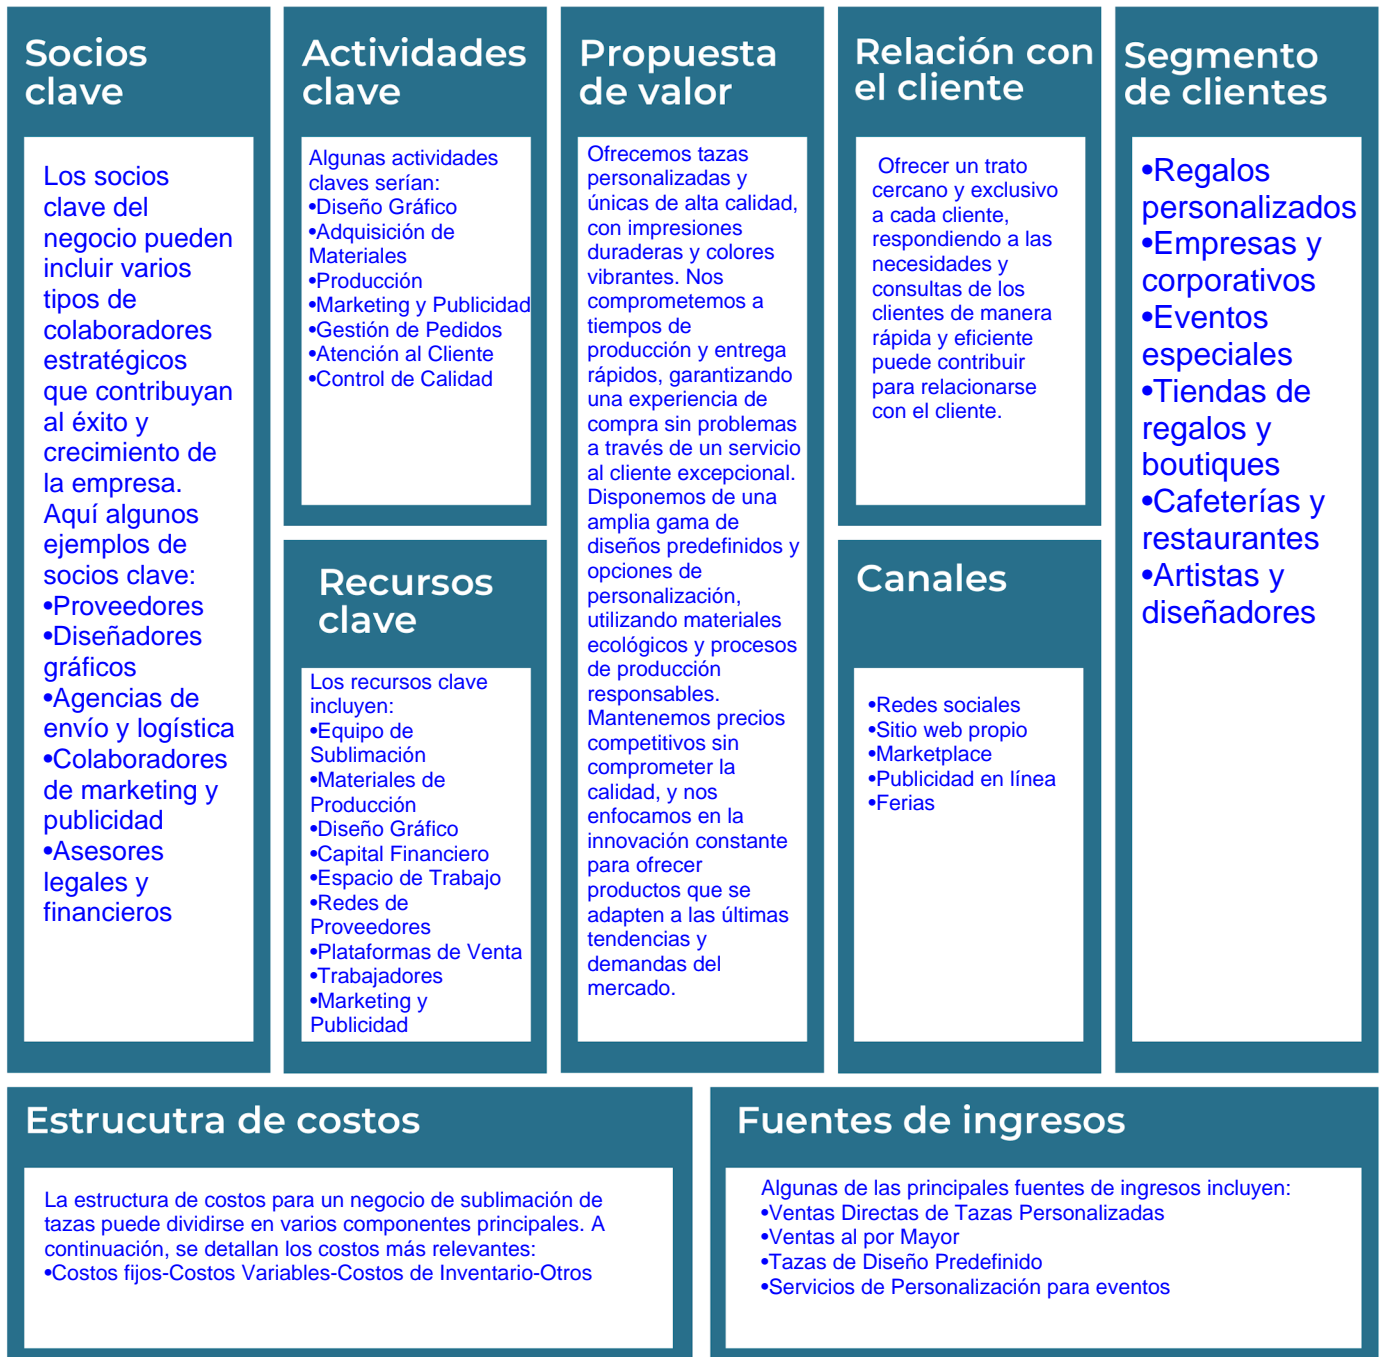 Socios
clave
Los socios
clave del
negocio pueden
incluir varios
tipos de
colaboradores
estratégicos
que contribuyan
al éxito y
crecimiento de
la empresa.
Aquí algunos
ejemplos de
socios clave:
•Proveedores
•Diseñadores
gráficos
•Agencias de
envío y logística
•Colaboradores
de marketing y
publicidad
•Asesores
legales y
financieros
Actividades
clave
Algunas actividades
claves serían:
•Diseño Gráfico
•Adquisición de
Materiales
•Producción
•Marketing y Publicidad
•Gestión de Pedidos
•Atención al Cliente
•Control de Calidad
Recursos
clave
Los recursos clave
incluyen:
•Equipo de
Sublimación
•Materiales de
Producción
•Diseño Gráfico
•Capital Financiero
•Espacio de Trabajo
•Redes de
Proveedores
•Plataformas de Venta
•Trabajadores
•Marketing y
Publicidad
Propuesta
de valor
Ofrecemos tazas
personalizadas y
únicas de alta calidad,
con impresiones
duraderas y colores
vibrantes. Nos
comprometemos a
tiempos de
producción y entrega
rápidos, garantizando
una experiencia de
compra sin problemas
a través de un servicio
al cliente excepcional.
Disponemos de una
amplia gama de
diseños predefinidos y
opciones de
personalización,
utilizando materiales
ecológicos y procesos
de producción
responsables.
Mantenemos precios
competitivos sin
comprometer la
calidad, y nos
enfocamos en la
innovación constante
para ofrecer
productos que se
adapten a las últimas
tendencias y
demandas del
mercado.
Relación con
el cliente
Ofrecer un trato
cercano y exclusivo
a cada cliente,
respondiendo a las
necesidades y
consultas de los
clientes de manera
rápida y eficiente
puede contribuir
para relacionarse
con el cliente.
Canales
•Redes sociales
•Sitio web propio
•Marketplace
•Publicidad en línea
•Ferias
Segmento
de clientes
•Regalos
personalizados
•Empresas y
corporativos
•Eventos
especiales
•Tiendas de
regalos y
boutiques
•Cafeterías y
restaurantes
•Artistas y
diseñadores
Estrucutra de costos
La estructura de costos para un negocio de sublimación de
tazas puede dividirse en varios componentes principales. A
continuación, se detallan los costos más relevantes:
•Costos fijos-Costos Variables-Costos de Inventario-Otros
Fuentes de ingresos
Algunas de las principales fuentes de ingresos incluyen:
•Ventas Directas de Tazas Personalizadas
•Ventas al por Mayor
•Tazas de Diseño Predefinido
•Servicios de Personalización para eventos